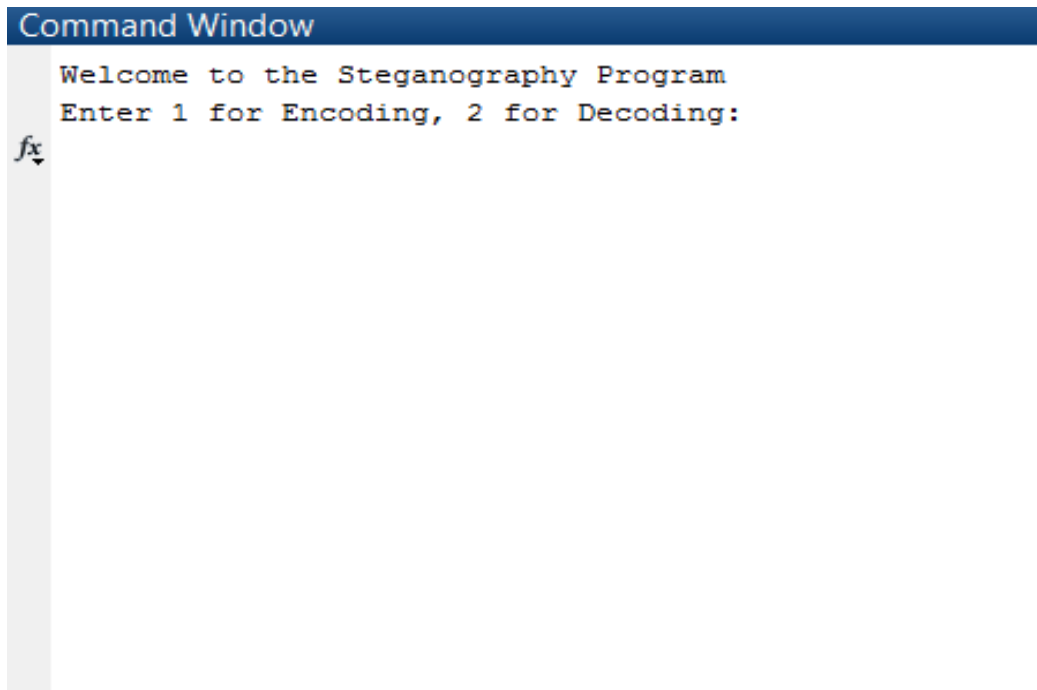 Command Window
Welcome to the Steganography Program
Enter 1 for Encoding, 2 for Decoding:
fx